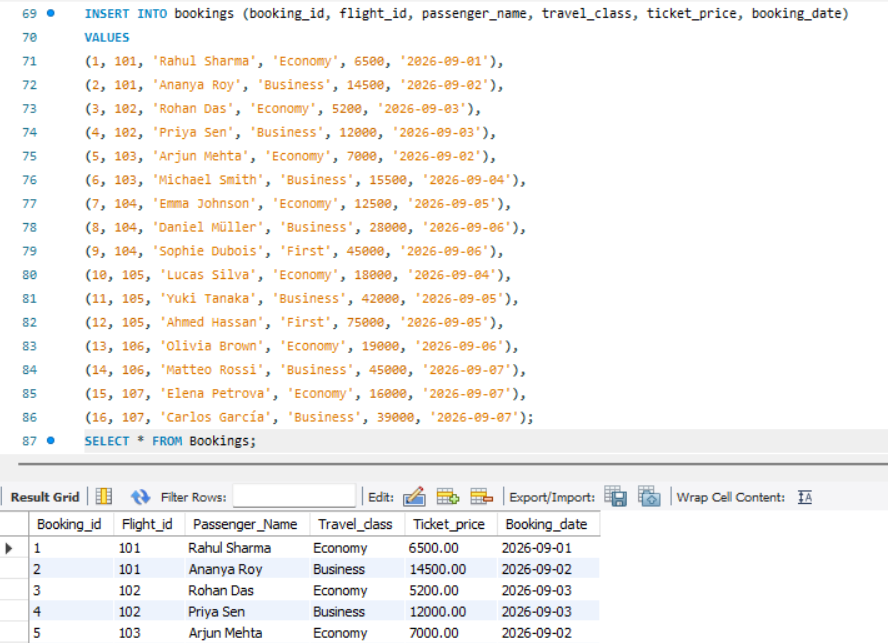 69 INSERT INTO bookings (booking_id, flight_id, passenger_name, travel_class, ticket_price, booking_date)
70 VALUES
71 (1, 101, 'Rahul Sharma', 'Economy', 6500, '2026-09-01'),
72 (2, 101, 'Ananya Roy', 'Business', 14500, '2026-09-02'),
73 (3, 102, 'Rohan Das', 'Economy', 5200, '2026-09-03'),
74 (4, 102, 'Priya Sen', 'Business', 12000, '2026-09-03'),
75 (5, 103, 'Arjun Mehta', 'Economy', 7000, '2026-09-02'),
76 (6, 103, 'Michael Smith', 'Business', 15500, '2026-09-04'),
77 (7, 104, 'Emma Johnson', 'Economy', 12500, '2026-09-05'),
78 (8, 104, 'Daniel Müller', 'Business', 28000, '2026-09-06'),
79 (9, 104, 'Sophie Dubois', 'First', 45000, '2026-09-06'),
80 (10, 105, 'Lucas Silva', 'Economy', 18000, '2026-09-04'),
81 (11, 105, 'Yuki Tanaka', 'Business', 42000, '2026-09-05'),
82 (12, 105, 'Ahmed Hassan', 'First', 75000, '2026-09-05'),
83 (13, 106, 'Olivia Brown', 'Economy', 19000, '2026-09-06'),
84 (14, 106, 'Matteo Rossi', 'Business', 45000, '2026-09-07'),
85 (15, 107, 'Elena Petrova', 'Economy', 16000, '2026-09-07'),
86 (16, 107, 'Carlos García', 'Business', 39000, '2026-09-07');
87 SELECT * FROM Bookings;
Result Grid Filter Rows: Edit: Export/Import: Wrap Cell Content:
Booking_id Flight_id Passenger_Name Travel_class Ticket_price Booking_date
1 101 Rahul Sharma Economy 6500.00 2026-09-01
2 101 Ananya Roy Business 14500.00 2026-09-02
3 102 Rohan Das Economy 5200.00 2026-09-03
4 102 Priya Sen Business 12000.00 2026-09-03
5 103 Arjun Mehta Economy 7000.00 2026-09-02